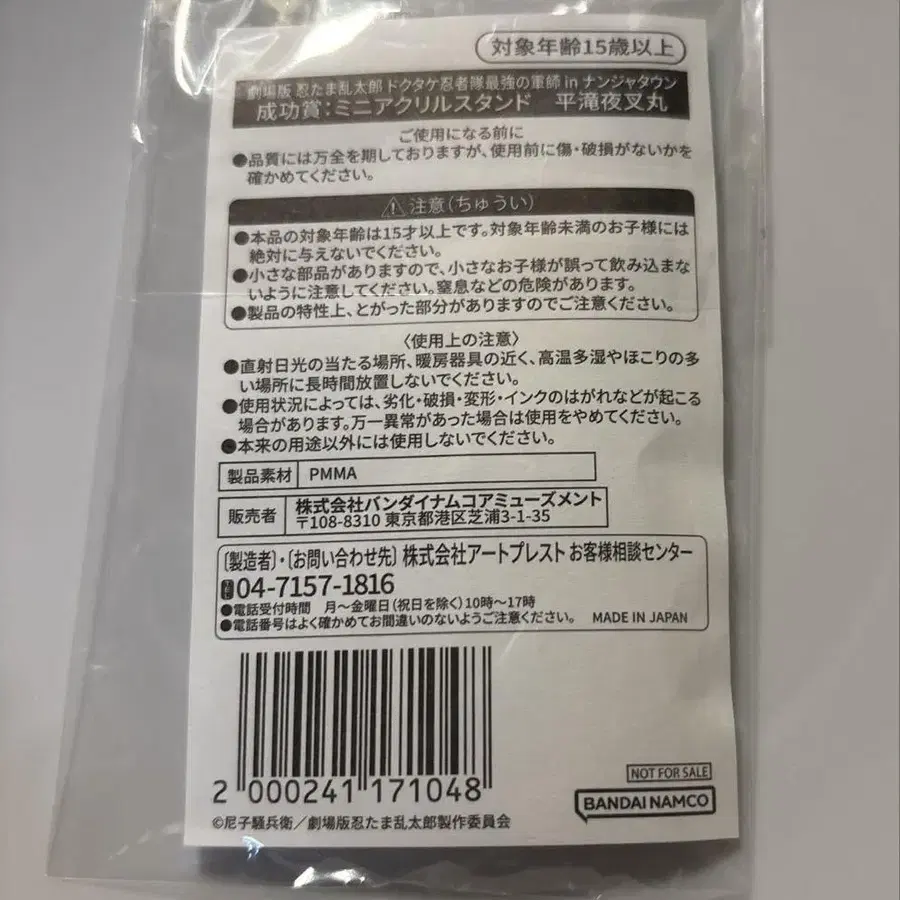 対象年齢15歳以上
劇場版 忍たま乱太郎 ドクタケ忍者隊最強の軍師 in ナンジャタウン
成功賞:ミニアクリルスタンド 平滝夜叉丸
ご使用になる前に
●品質には万全を期しておりますが、使用前に傷・破損がないかを
確かめてください。
⚠注意(ちゅうい)
●本品の対象年齢は15才以上です。対象年齢未満のお子様には
絶対に与えないでください。
●小さな部品がありますので、小さなお子様が誤って飲み込まな
いように注意してください。窒息などの危険があります。
●製品の特性上、とがった部分がありますのでご注意ください。
〈使用上の注意〉
●直射日光の当たる場所、暖房器具の近く、高温多湿やほこりの多
い場所に長時間放置しないでください。
●使用状況によっては、劣化・破損・変形・インクのはがれなどが起こる
場合があります。万一異常があった場合は使用をやめてください。
●本来の用途以外には使用しないでください。
製品素材 PMMA
販売者 株式会社バンダイナムコアミューズメント
〒108-8310 東京都港区芝浦3-1-35
〔製造者〕・〔お問い合わせ先〕 株式会社アートプレスト お客様相談センター
TEL 04-7157-1816
●電話受付時間 月～金曜日(祝日を除く)10時～17時
●電話番号はよく確かめてお間違いのないようご注意ください。 MADE IN JAPAN
2 000241 171048
NOT FOR SALE
BANDAI NAMCO
©尼子騒兵衛/劇場版忍たま乱太郎製作委員会